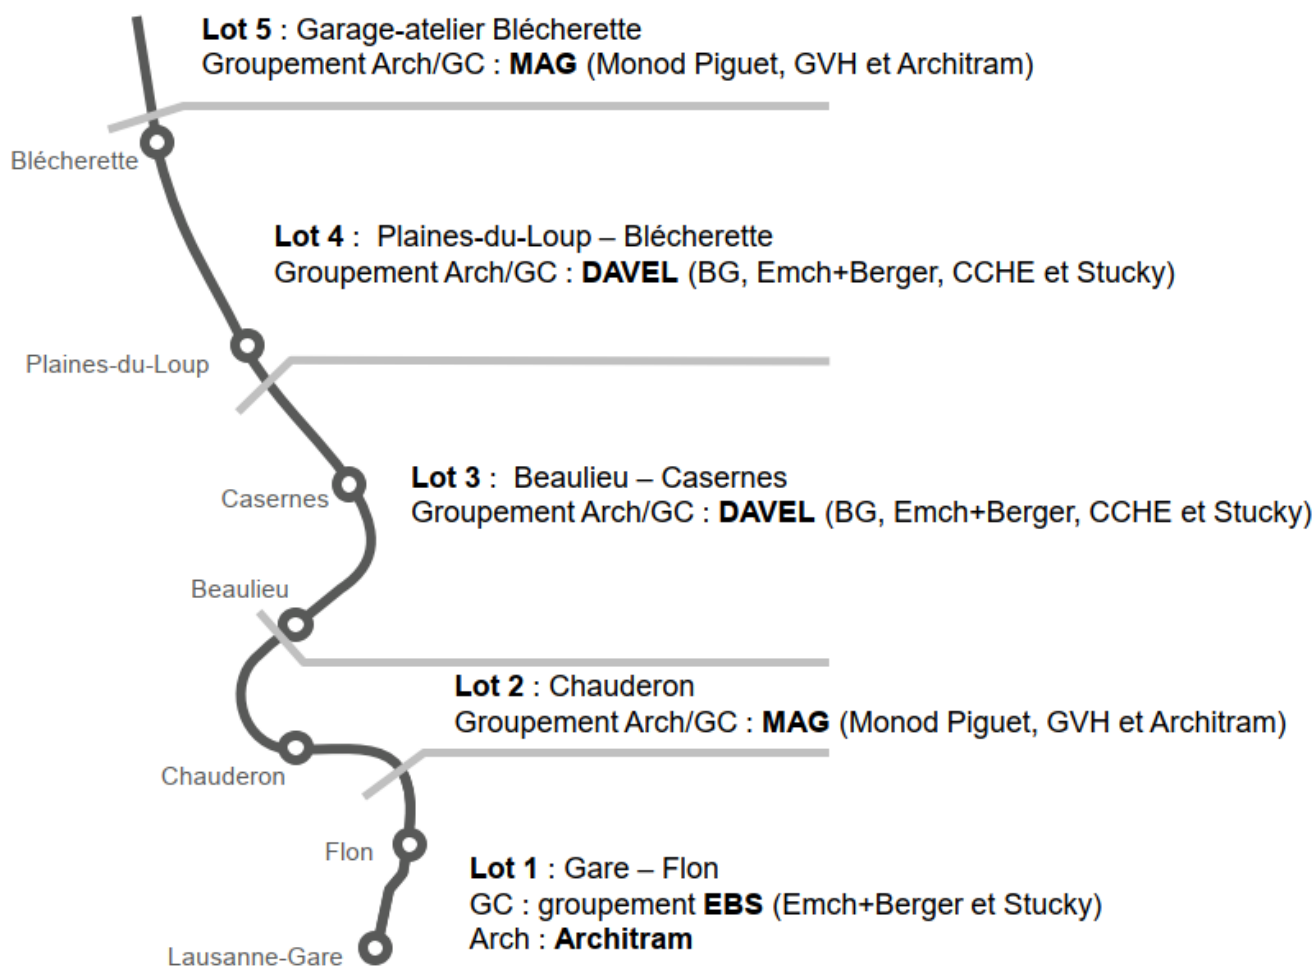 Lot 5 : Garage-atelier Blécherette
Groupement Arch/GC : MAG (Monod Piguet, GVH et Architram)
Blécherette
Lot 4 : Plaines-du-Loup – Blécherette
Groupement Arch/GC : DAVEL (BG, Emch+Berger, CCHE et Stucky)
Plaines-du-Loup
Lot 3 : Beaulieu – Casernes
Casernes
Groupement Arch/GC : DAVEL (BG, Emch+Berger, CCHE et Stucky)
Beaulieu
Lot 2 : Chauderon
Groupement Arch/GC : MAG (Monod Piguet, GVH et Architram)
Chauderon
Flon
Lot 1 : Gare – Flon
GC : groupement EBS (Emch+Berger et Stucky)
Arch : Architram
Lausanne-Gare